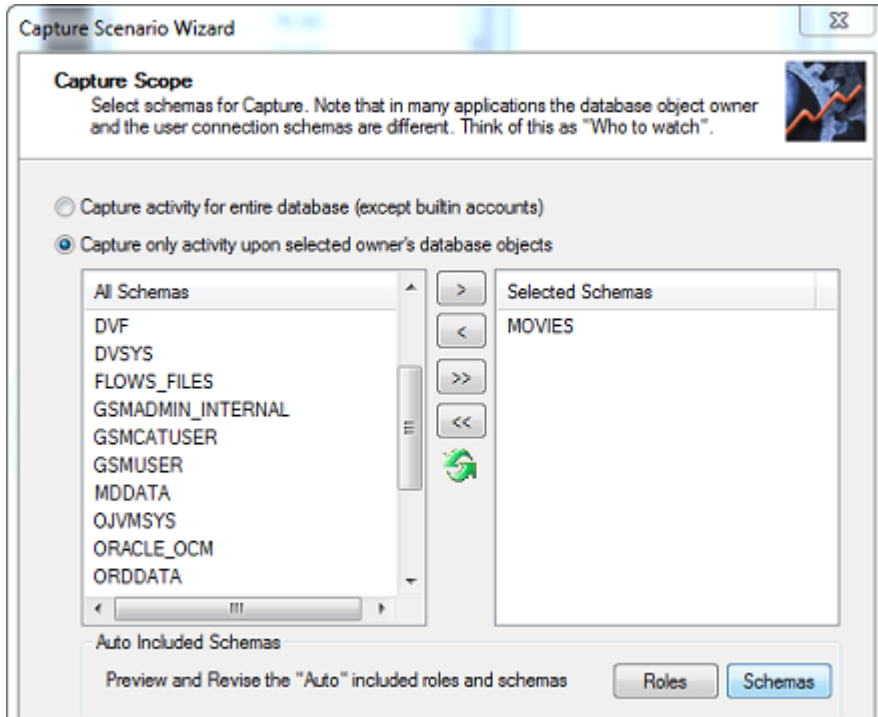 Capture Scenario Wizard
Capture Scope
Select schemas for Capture. Note that in many applications the database object owner
and the user connection schemas are different. Think of this as "Who to watch".
Capture activity for entire database (except builtin accounts)
Capture only activity upon selected owner's database objects
All Schemas
DVF
DVSYS
FLOWS_FILES
GSMADMIN_INTERNAL
GSMCATUSER
GSMUSER
MDDATA
OJVMSYS
ORACLE_OCM
ORDDATA
>
<
>>
<<
Selected Schemas
MOVIES
Auto Included Schemas
Preview and Revise the "Auto" included roles and schemas
Roles
Schemas